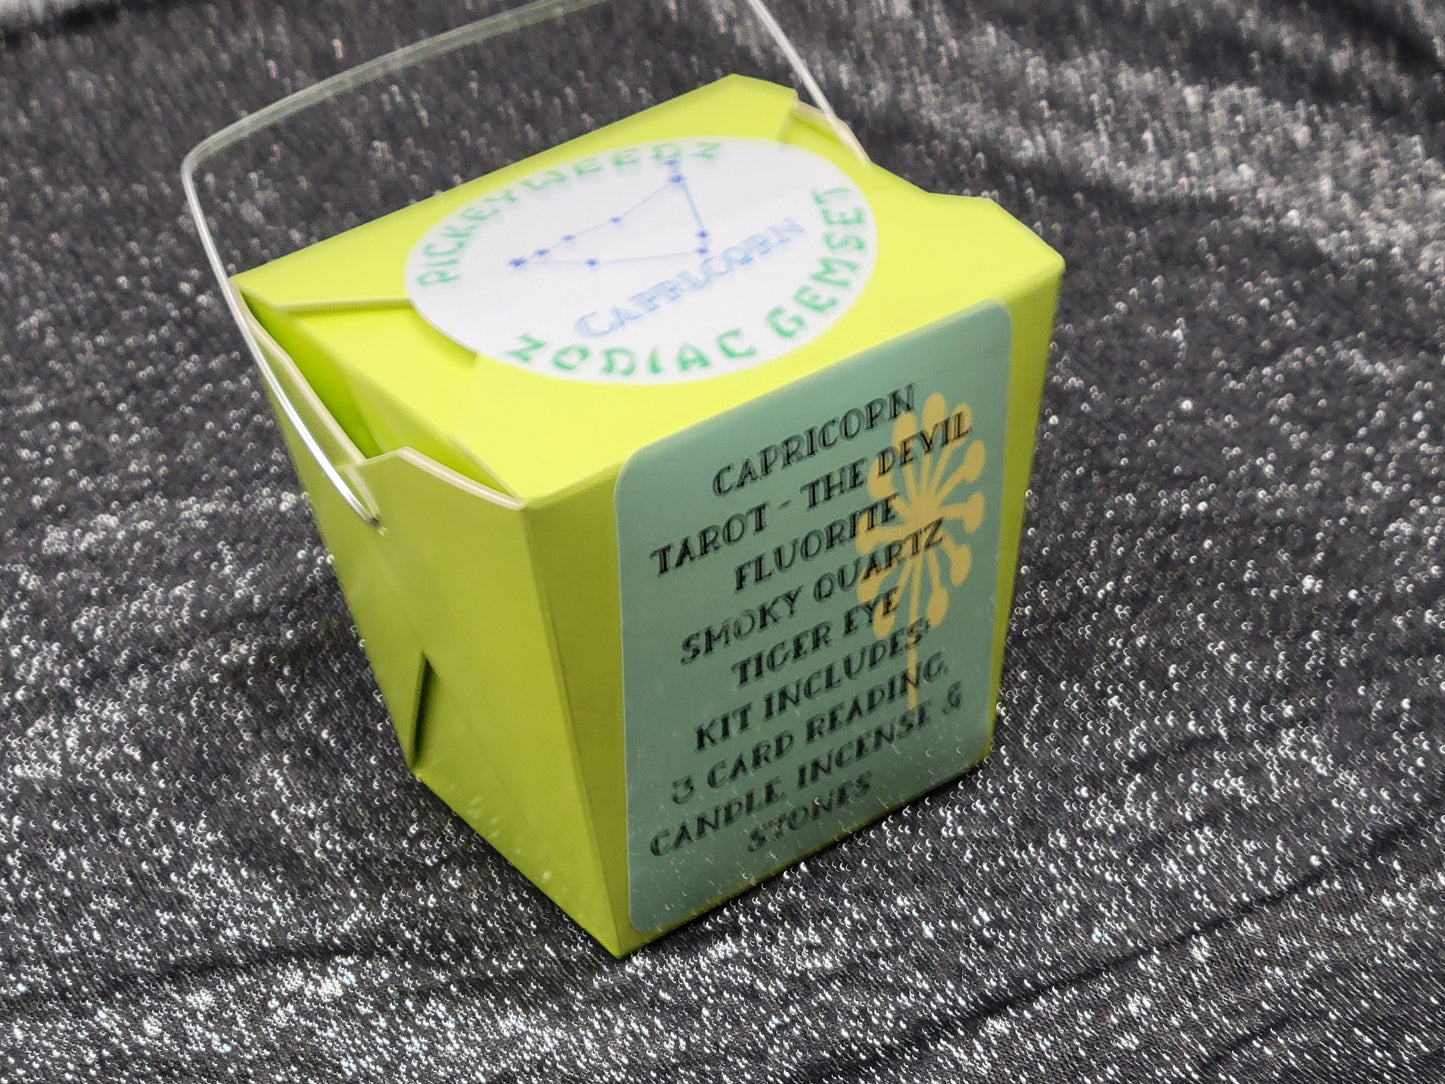 PICKEYWEEDZ
CAPRICORN
ZODIAC GEMSET
CAPRICORN
TAROT - THE DEVIL
FLUORITE
SMOKY QUARTZ
TIGER EYE
KIT INCLUDES:
3 CARD READING,
CANDLE, INCENSE &
STONES